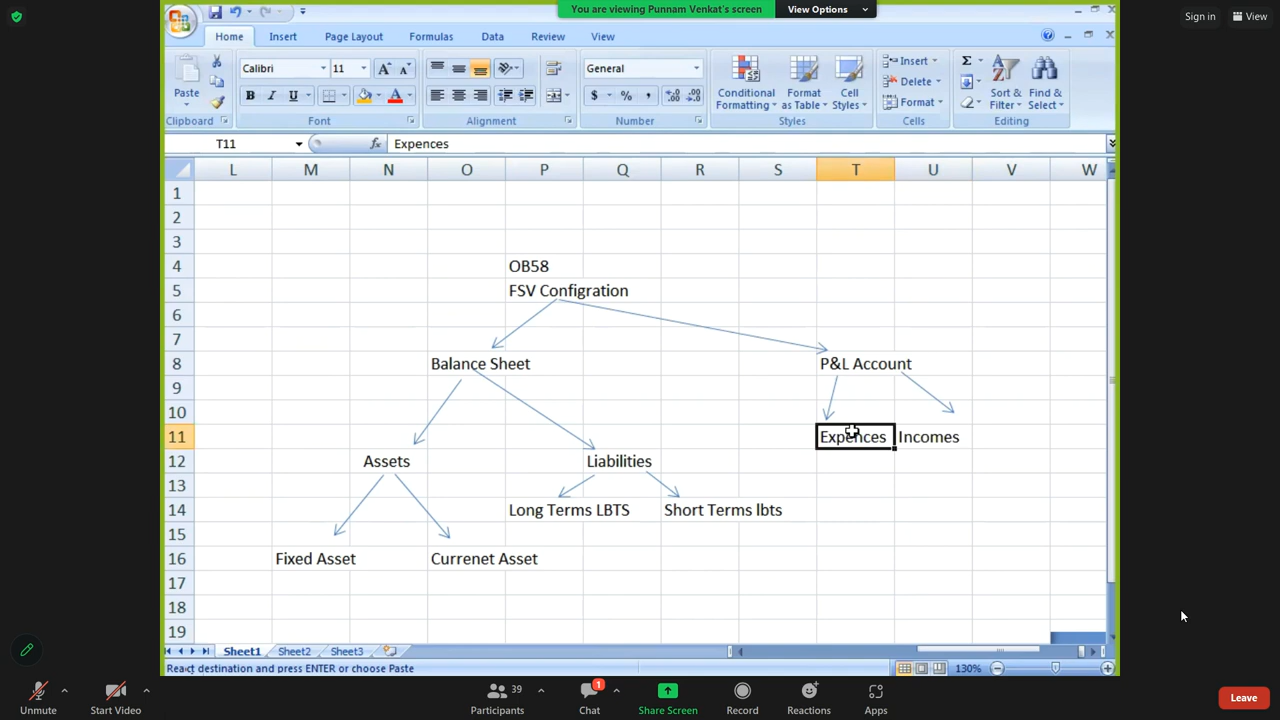 You are viewing Punnam Venkat's screen
View Options
Sign in
View
Home
Insert
Page Layout
Formulas
Data
Review
View
Calibri
11
General
Insert
Delete
Format
Paste
B I U
$ % ,
Conditional Formatting
Format as Table
Cell Styles
Sort & Filter
Find & Select
Clipboard
Font
Alignment
Number
Styles
Cells
Editing
T11
fx
Expences
L M N O P Q R S T U V W
1
2
3
4 OB58
5 FSV Configration
6
7
8 Balance Sheet P&L Account
9
10
11 Expences Incomes
12 Assets Liabilities
13
14 Long Terms LBTS Short Terms lbts
15
16 Fixed Asset Currenet Asset
17
18
19
Sheet1 Sheet2 Sheet3
React destination and press ENTER or choose Paste
130%
Unmute
Start Video
39
Participants
1
Chat
Share Screen
Record
Reactions
Apps
Leave